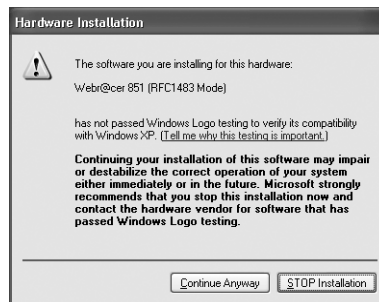 Hardware Installation
The software you are installing for this hardware:
Webr@cer 851 (RFC1483 Mode)
has not passed Windows Logo testing to verify its compatibility
with Windows XP. (Tell me why this testing is important.)
Continuing your installation of this software may impair
or destabilize the correct operation of your system
either immediately or in the future. Microsoft strongly
recommends that you stop this installation now and
contact the hardware vendor for software that has
passed Windows Logo testing.
Continue Anyway
STOP Installation